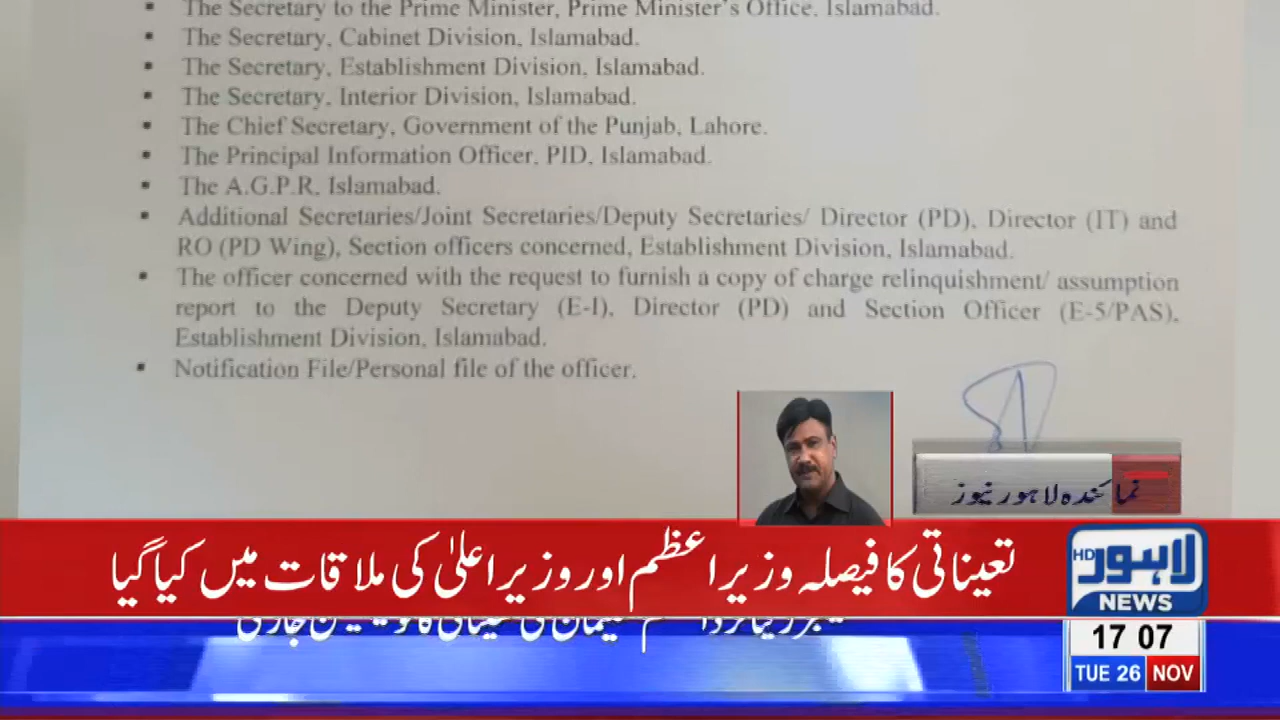 The Secretary to the Prime Minister, Prime Minister's Office, Islamabad.
The Secretary, Cabinet Division, Islamabad.
The Secretary, Establishment Division, Islamabad.
The Secretary, Interior Division, Islamabad.
The Chief Secretary, Government of the Punjab, Lahore.
The Principal Information Officer, PID, Islamabad.
The A.G.P.R, Islamabad.
Additional Secretaries/Joint Secretaries/Deputy Secretaries/ Director (PD), Director (IT) and
RO (PD Wing), Section officers concerned, Establishment Division, Islamabad.
The officer concerned with the request to furnish a copy of charge relinquishment/ assumption
report to the Deputy Secretary (E-I), Director (PD) and Section Officer (E-5/PAS),
Establishment Division, Islamabad.
Notification File/Personal file of the officer.
نمائندہ لاہور نیوز
تعیناتی کا فیصلہ وزیراعظم اور وزیراعلیٰ کی ملاقات میں کیا گیا
لاہور HD
NEWS
17 07
TUE 26 NOV